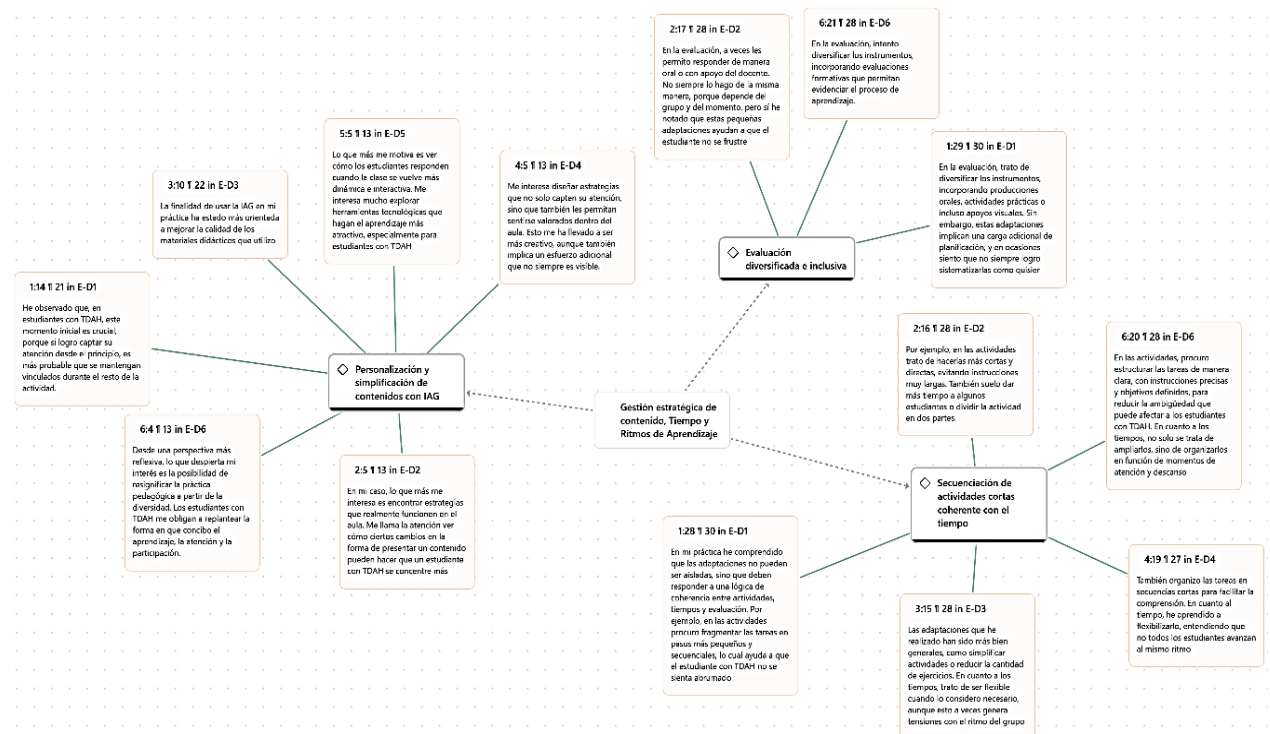 2:17 ¶ 28 in E-D2
En la evaluación, a veces les
permito responder de manera
oral o con apoyo del docente.
No siempre lo hago de la misma
manera, porque depende del
grupo y del momento, pero sí he
notado que estas pequeñas
adaptaciones ayudan a que el
estudiante no se frustre
6:21 ¶ 28 in E-D6
En la evaluación, intento
diversificar los instrumentos,
incorporando evaluaciones
formativas que permitan
evidenciar el proceso de
aprendizaje.
1:29 ¶ 30 in E-D1
En la evaluación, trato de
diversificar los instrumentos,
incorporando producciones
orales, actividades prácticas o
incluso apoyos visuales. Sin
embargo, estas adaptaciones
implican una carga adicional de
planificación, y en ocasiones
siento que no siempre logro
sistematizarlas como quisier
5:5 ¶ 13 in E-D5
Lo que más me motiva es ver
cómo los estudiantes responden
cuando la clase se vuelve más
dinámica e interactiva. Me
interesa mucho explorar
herramientas tecnológicas que
hagan el aprendizaje más
atractivo, especialmente para
estudiantes con TDAH
4:5 ¶ 13 in E-D4
Me interesa diseñar estrategias
que no solo capten su atención,
sino que también les permitan
sentirse valorados dentro del
aula. Esto me ha llevado a ser
más creativo, aunque también
implica un esfuerzo adicional
que no siempre es visible.
3:10 ¶ 22 in E-D3
La finalidad de usar la IAG en mi
práctica ha estado más orientada
a mejorar la calidad de los
materiales didácticos que utilizo
1:14 ¶ 21 in E-D1
He observado que, en
estudiantes con TDAH, este
momento inicial es crucial,
porque si logro captar su
atención desde el principio, es
más probable que se mantengan
vinculados durante el resto de la
actividad.
Evaluación
diversificada e inclusiva
Personalización y
simplificación de
contenidos con IAG
Gestión estratégica de
contenido, Tiempo y
Ritmos de Aprendizaje
2:16 ¶ 28 in E-D2
Por ejemplo, en las actividades
trato de hacerlas más cortas y
directas, evitando instrucciones
muy largas. También suelo dar
más tiempo a algunos
estudiantes o dividir la actividad
en dos partes.
6:20 ¶ 28 in E-D6
En las actividades, procuro
estructurar las tareas de manera
clara, con instrucciones precisas
y objetivos definidos, para
reducir la ambigüedad que
puede afectar a los estudiantes
con TDAH. En cuanto a los
tiempos, no solo se trata de
ampliarlos, sino de organizarlos
en función de momentos de
atención y descanso
6:4 ¶ 13 in E-D6
Desde una perspectiva más
reflexiva, lo que despierta mi
interés es la posibilidad de
resignificar la práctica
pedagógica a partir de la
diversidad. Los estudiantes con
TDAH me obligan a replantear la
forma en que concibo el
aprendizaje, la atención y la
participación.
2:5 ¶ 13 in E-D2
En mi caso, lo que más me
interesa es encontrar estrategias
que realmente funcionen en el
aula. Me llama la atención ver
cómo ciertos cambios en la
forma de presentar un contenido
pueden hacer que un estudiante
con TDAH se concentre más
Secuenciación de
actividades cortas
coherente con el
tiempo
1:28 ¶ 30 in E-D1
En mi práctica he comprendido
que las adaptaciones no pueden
ser aisladas, sino que deben
responder a una lógica de
coherencia entre actividades,
tiempos y evaluación. Por
ejemplo, en las actividades
procuro fragmentar las tareas en
pasos más pequeños y
secuenciales, lo cual ayuda a que
el estudiante con TDAH no se
sienta abrumado
3:15 ¶ 28 in E-D3
Las adaptaciones que he
realizado han sido más bien
generales, como simplificar
actividades o reducir la cantidad
de ejercicios. En cuanto a los
tiempos, trato de ser flexible
cuando lo considero necesario,
aunque esto a veces genera
tensiones con el ritmo del grupo
4:19 ¶ 27 in E-D4
También organizo las tareas en
secuencias cortas para facilitar la
comprensión. En cuanto al
tiempo, he aprendido a
flexibilizarlo, entendiendo que
no todos los estudiantes avanzan
al mismo ritmo